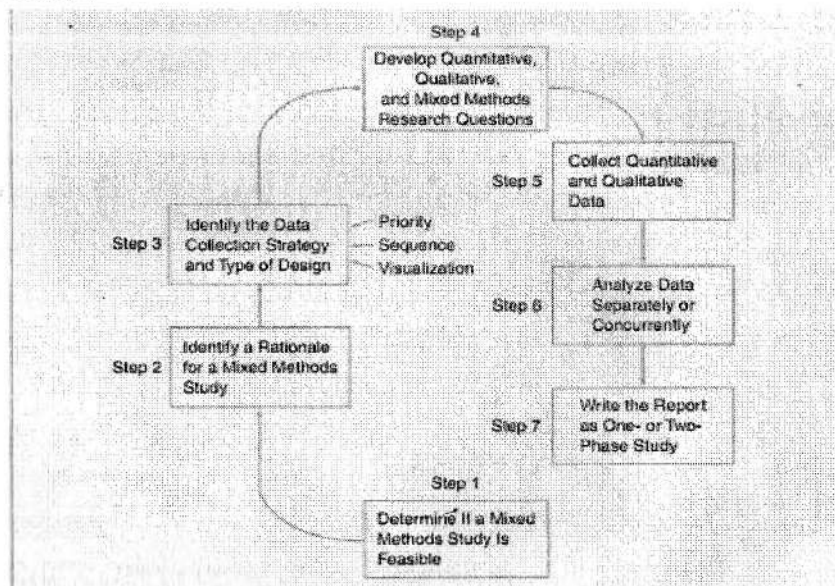 Step 4
Develop Quantitative,
Qualitative,
and Mixed Methods
Research Questions
Step 5
Collect Quantitative
and Qualitative
Data
Step 3
Identify the Data
Collection Strategy
and Type of Design
Priority
Sequence
Visualization
Step 6
Analyze Data
Separately or
Concurrently
Step 2
Identify a Rationale
for a Mixed Methods
Study
Step 7
Write the Report
as One- or Two-
Phase Study
Step 1
Determine If a Mixed
Methods Study Is
Feasible